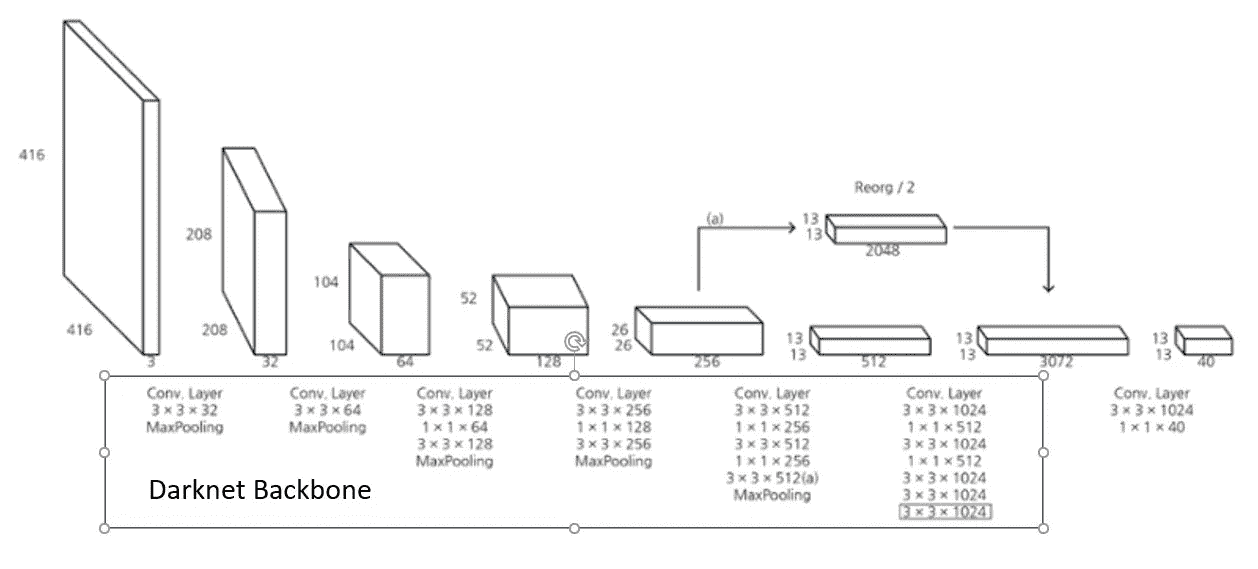 Reorg / 2
(a)
13
13
2048
416
416
3
208
208
32
104
104
64
52
52
128
26
26
256
13
13
512
13
13
3072
13
13
40
Conv. Layer
3 × 3 × 32
MaxPooling
Conv. Layer
3 × 3 × 64
MaxPooling
Conv. Layer
3 × 3 × 128
1 × 1 × 64
3 × 3 × 128
MaxPooling
Conv. Layer
3 × 3 × 256
1 × 1 × 128
3 × 3 × 256
MaxPooling
Conv. Layer
3 × 3 × 512
1 × 1 × 256
3 × 3 × 512
1 × 1 × 256
3 × 3 × 512(a)
MaxPooling
Conv. Layer
3 × 3 × 1024
1 × 1 × 512
3 × 3 × 1024
1 × 1 × 512
3 × 3 × 1024
3 × 3 × 1024
3 × 3 × 1024
Conv. Layer
3 × 3 × 1024
1 × 1 × 40
Darknet Backbone